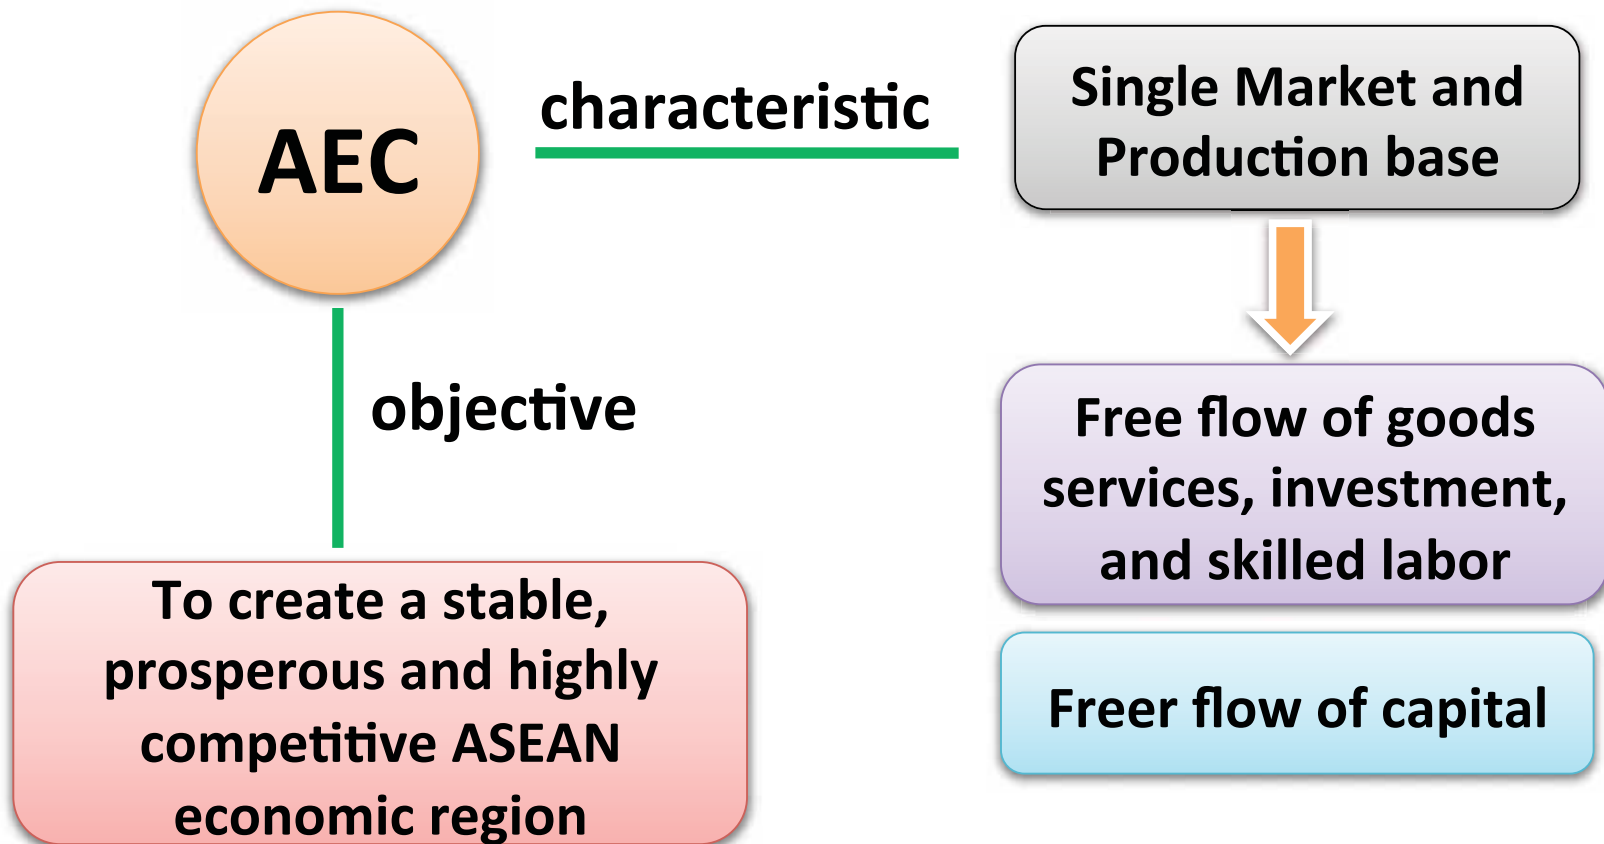 AEC
characteristic
Single Market and
Production base
objective
Free flow of goods
services, investment,
and skilled labor
To create a stable,
prosperous and highly
competitive ASEAN
economic region
Freer flow of capital